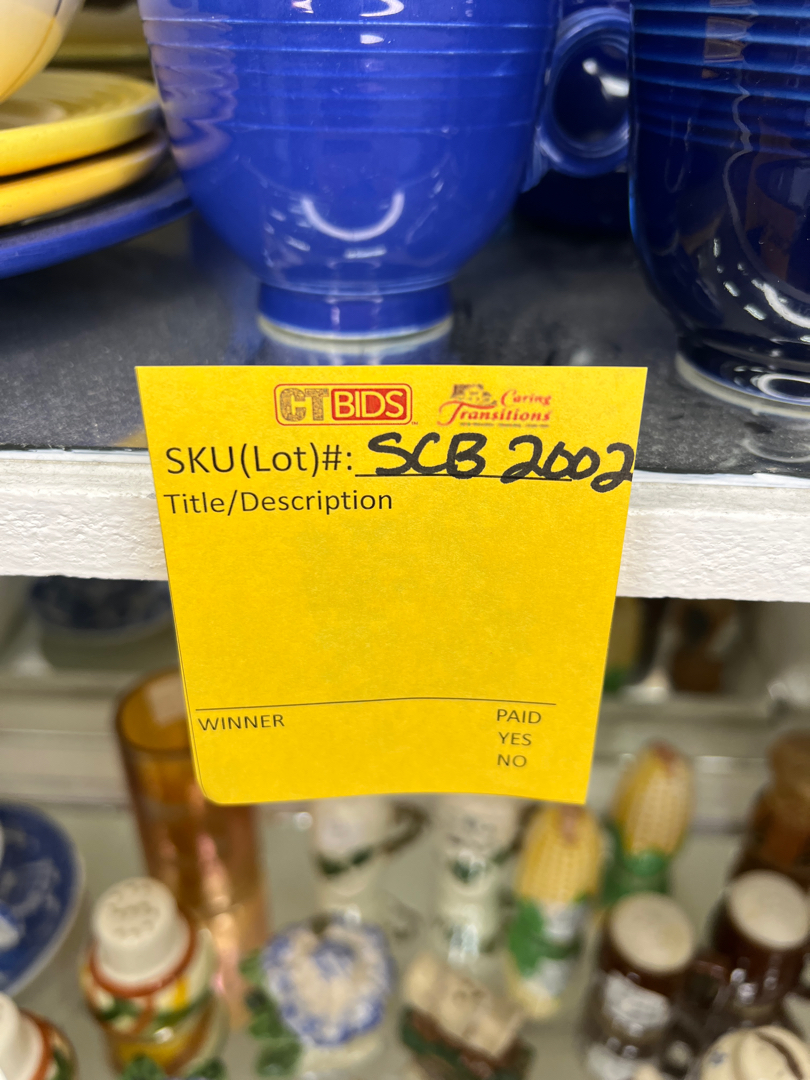 CTBIDS
Caring
Transitions
SKU(Lot)#: SCB 2002
Title/Description
WINNER
PAID
YES
NO